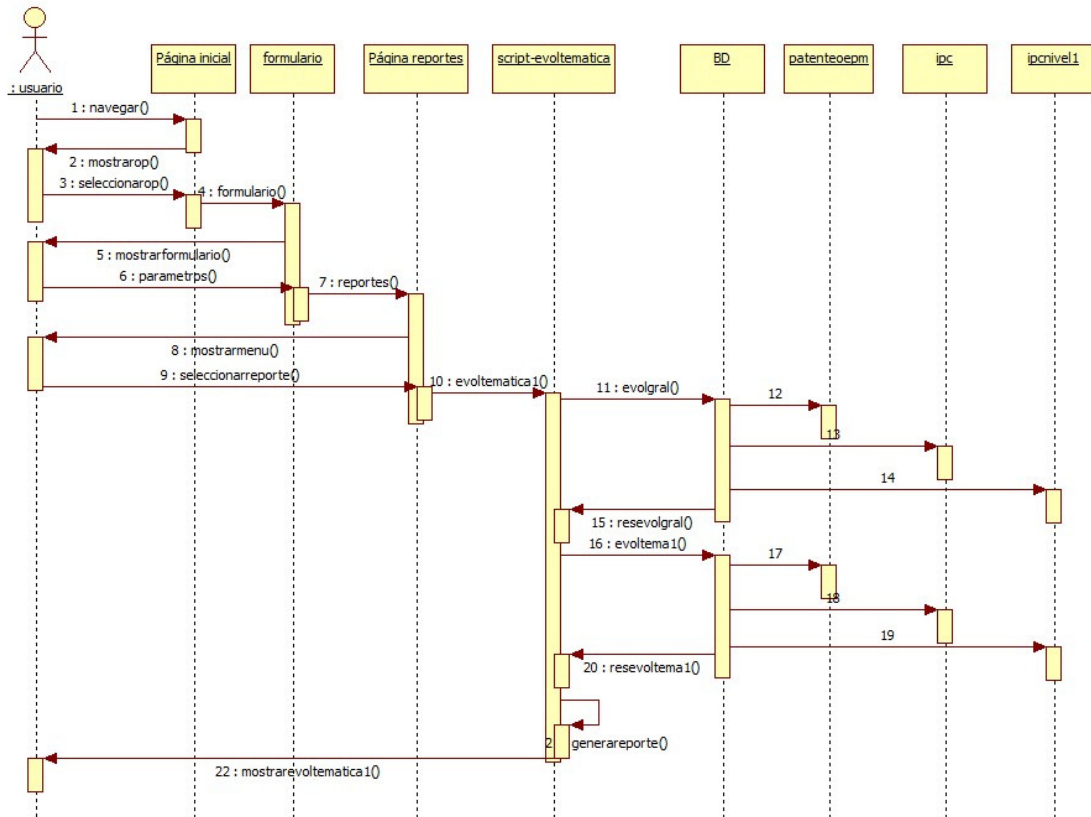 : usuario
Página inicial
formulario
Página reportes
script-evoltematica
BD
patenteoepm
ipc
ipcnivel1
1 : navegar()
2 : mostrarop()
3 : seleccionarop()
4 : formulario()
5 : mostrarformulario()
6 : parametros()
7 : reportes()
8 : mostrarmenu()
9 : seleccionarreporte()
10 : evoltematica1()
11 : evolgral()
12
13
14
15 : resevolgral()
16 : evoltema1()
17
18
19
20 : resevoltema1()
2 generareporte()
22 : mostrarevoltematica1()